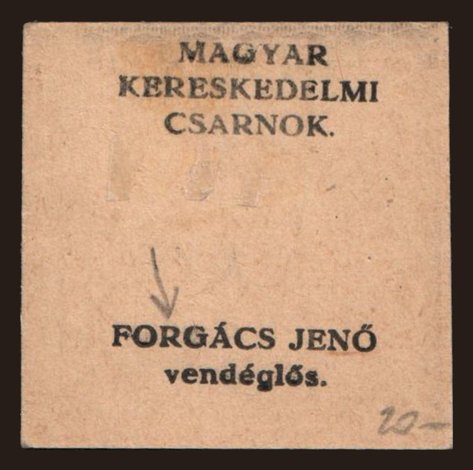 MAGYAR
KERESKEDELMI
CSARNOK.
FORGÁCS JENŐ
vendéglős.
20-